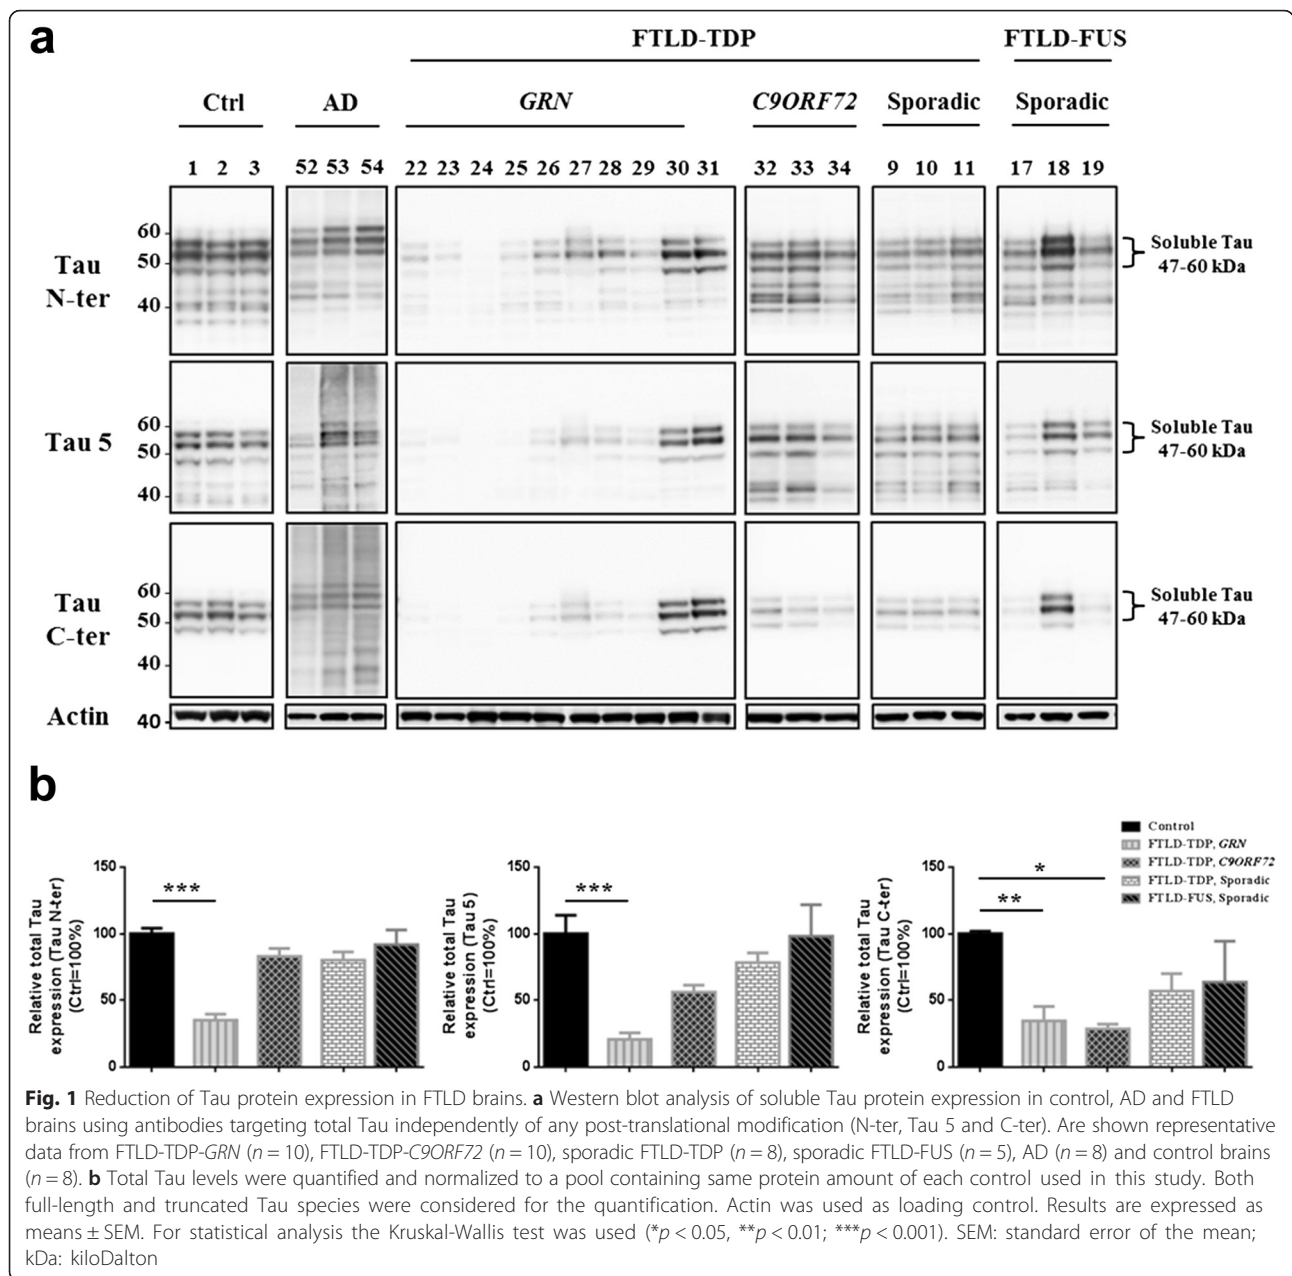 a
FTLD-TDP FTLD-FUS
Ctrl AD GRN C9ORF72 Sporadic Sporadic
1 2 3 52 53 54 22 23 24 25 26 27 28 29 30 31 32 33 34 9 10 11 17 18 19
Tau N-ter
60
50
40
Soluble Tau
47-60 kDa
Tau 5
60
50
40
Soluble Tau
47-60 kDa
Tau C-ter
60
50
40
Soluble Tau
47-60 kDa
Actin 40
b
Control
FTLD-TDP, GRN
FTLD-TDP, C9ORF72
FTLD-TDP, Sporadic
FTLD-FUS, Sporadic
Relative total Tau
expression (Tau N-ter)
(Ctrl=100%)
150
100
50
0
***
Relative total Tau
expression (Tau 5)
(Ctrl=100%)
150
100
50
0
***
Relative total Tau
expression (Tau C-ter)
(Ctrl=100%)
150
100
50
0
*
**
Fig. 1 Reduction of Tau protein expression in FTLD brains. a Western blot analysis of soluble Tau protein expression in control, AD and FTLD
brains using antibodies targeting total Tau independently of any post-translational modification (N-ter, Tau 5 and C-ter). Are shown representative
data from FTLD-TDP-GRN (n = 10), FTLD-TDP-C9ORF72 (n = 10), sporadic FTLD-TDP (n = 8), sporadic FTLD-FUS (n = 5), AD (n = 8) and control brains
(n = 8). b Total Tau levels were quantified and normalized to a pool containing same protein amount of each control used in this study. Both
full-length and truncated Tau species were considered for the quantification. Actin was used as loading control. Results are expressed as
means ± SEM. For statistical analysis the Kruskal-Wallis test was used (*p < 0.05, **p < 0.01; ***p < 0.001). SEM: standard error of the mean;
kDa: kiloDalton